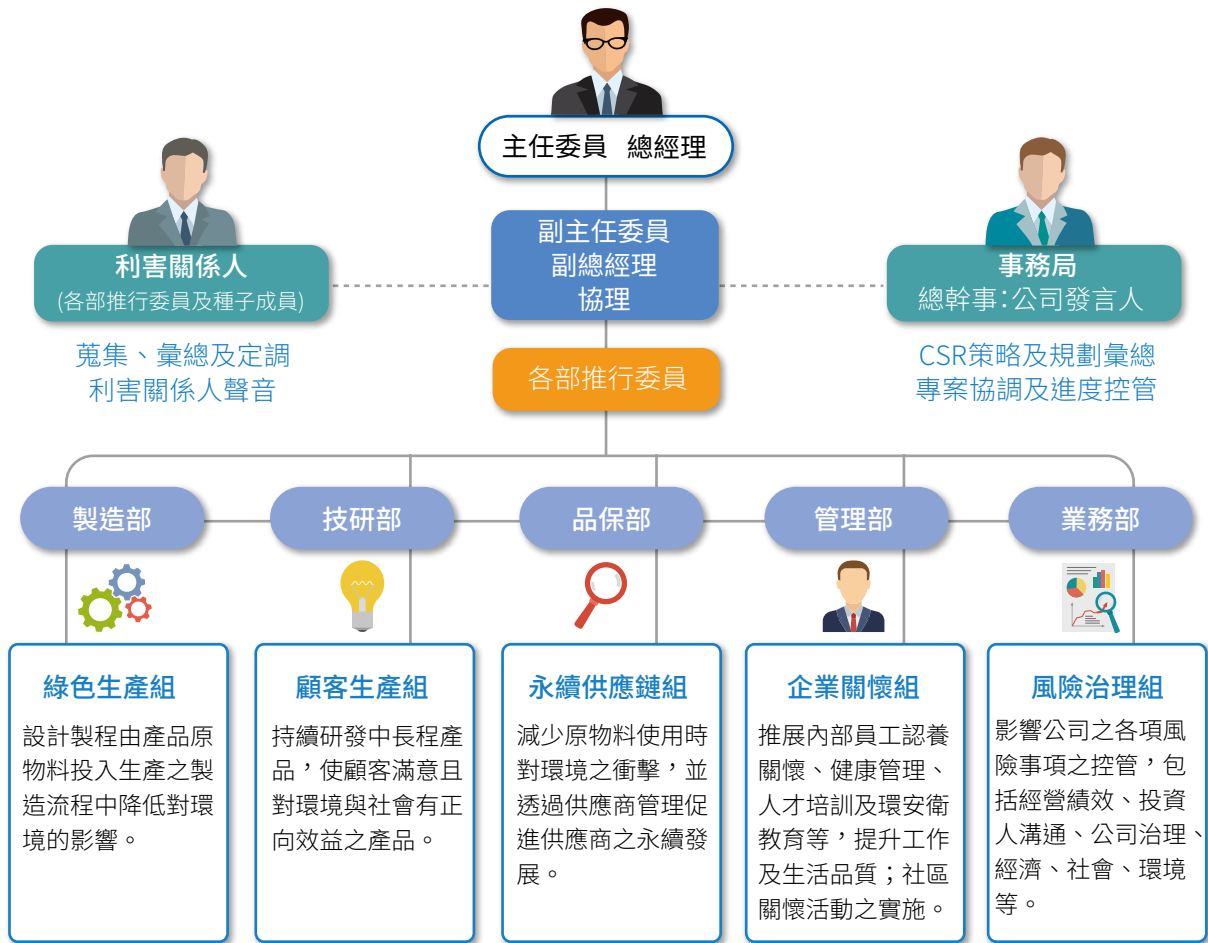 主任委員 總經理
副主任委員
副總經理
協理
利害關係人
(各部推行委員及種子成員)
蒐集、彙總及定調
利害關係人聲音
事務局
總幹事：公司發言人
CSR策略及規劃彙總
專案協調及進度控管
各部推行委員
製造部
技研部
品保部
管理部
業務部
綠色生產組
設計製程由產品原
物料投入生產之製
造流程中降低對環
境的影響。
顧客生產組
持續研發中長程產
品，使顧客滿意且
對環境與社會有正
向效益之產品。
永續供應鏈組
減少原物料使用時
對環境之衝擊，並
透過供應商管理促
進供應商之永續發
展。
企業關懷組
推展內部員工認養
關懷、健康管理、
人才培訓及環安衛
教育等，提升工作
及生活品質；社區
關懷活動之實施。
風險治理組
影響公司之各項風
險事項之控管，包
括經營績效、投資
人溝通、公司治理、
經濟、社會、環境
等。